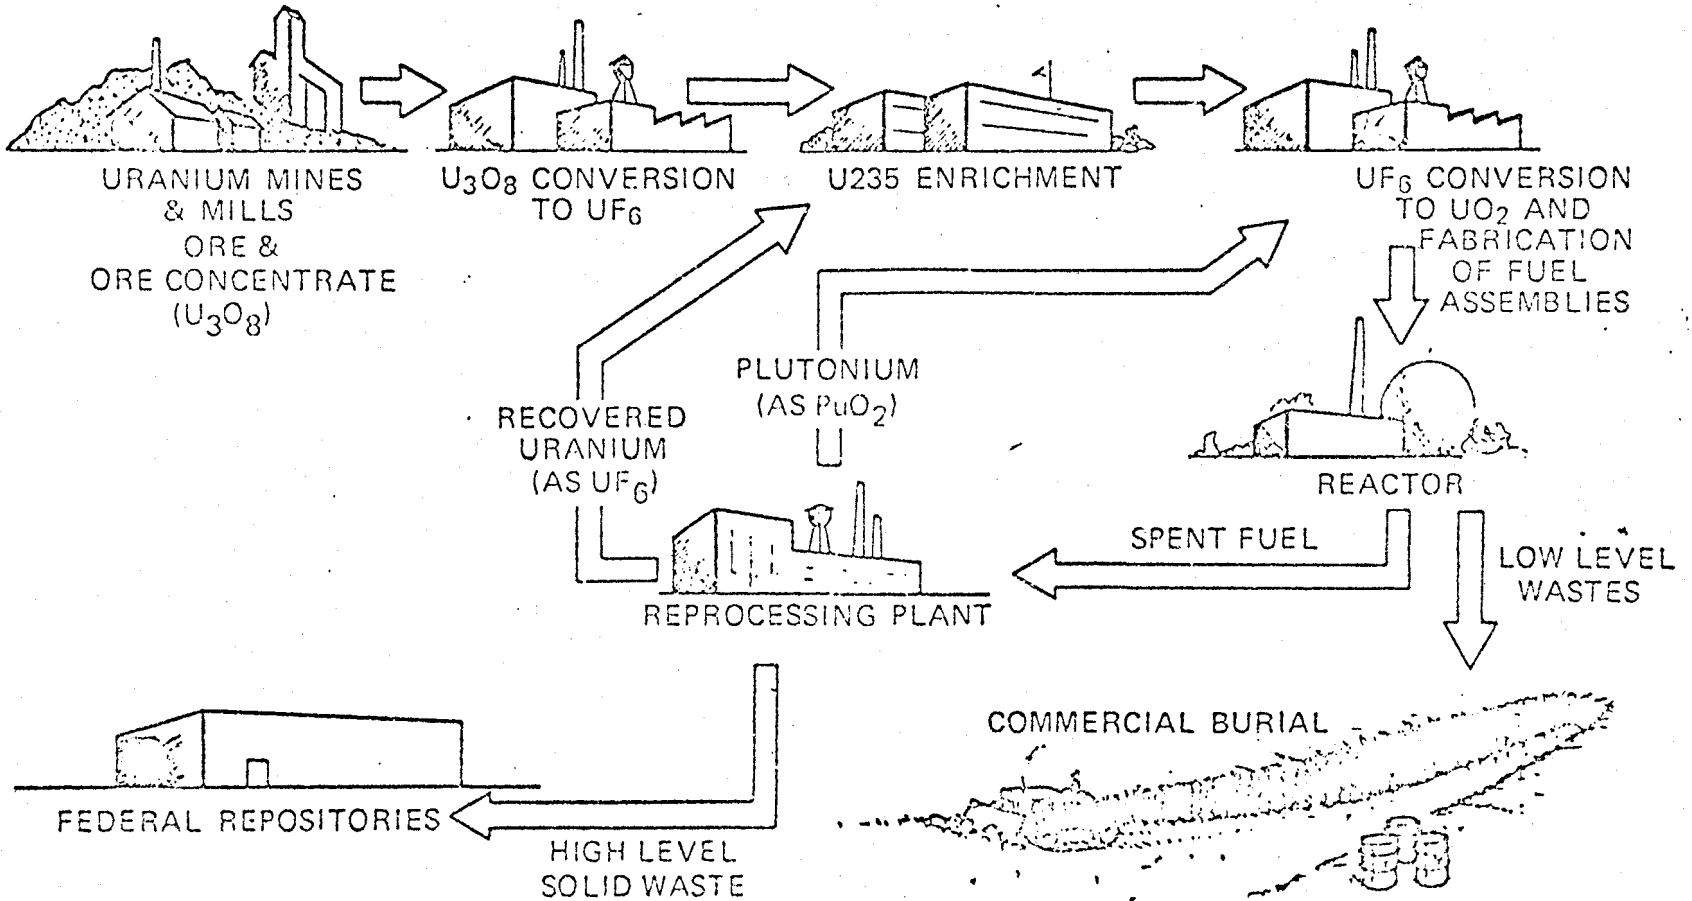 URANIUM MINES
& MILLS
ORE &
ORE CONCENTRATE
(U₃O₈)
U₃O₈ CONVERSION
TO UF₆
U235 ENRICHMENT
UF₆ CONVERSION
TO UO₂ AND
FABRICATION
OF FUEL
ASSEMBLIES
RECOVERED
URANIUM
(AS UF₆)
PLUTONIUM
(AS PuO₂)
REACTOR
SPENT FUEL
LOW LEVEL
WASTES
REPROCESSING PLANT
COMMERCIAL BURIAL
FEDERAL REPOSITORIES
HIGH LEVEL
SOLID WASTE